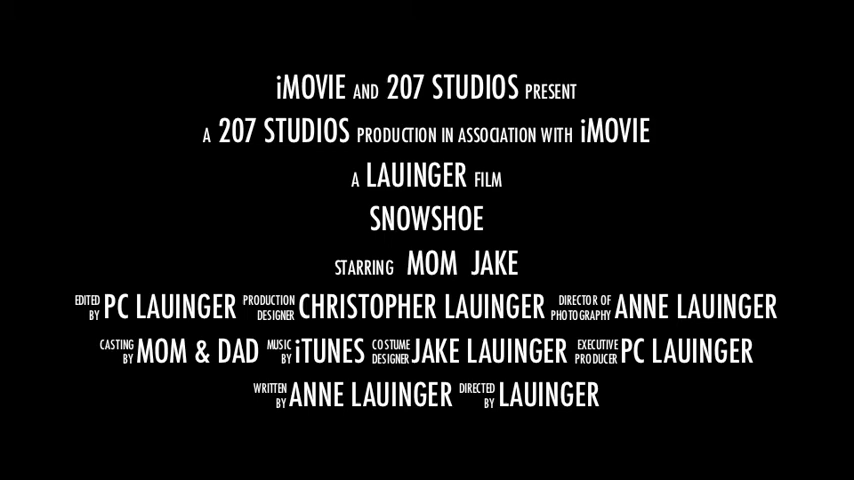 iMOVIE AND 207 STUDIOS PRESENT
A 207 STUDIOS PRODUCTION IN ASSOCIATION WITH iMOVIE
A LAUINGER FILM
SNOWSHOE
STARRING MOM JAKE
EDITED BY PC LAUINGER PRODUCTION DESIGNER CHRISTOPHER LAUINGER DIRECTOR OF PHOTOGRAPHY ANNE LAUINGER
CASTING BY MOM & DAD MUSIC BY iTUNES COSTUME DESIGNER JAKE LAUINGER EXECUTIVE PRODUCER PC LAUINGER
WRITTEN BY ANNE LAUINGER DIRECTED BY LAUINGER